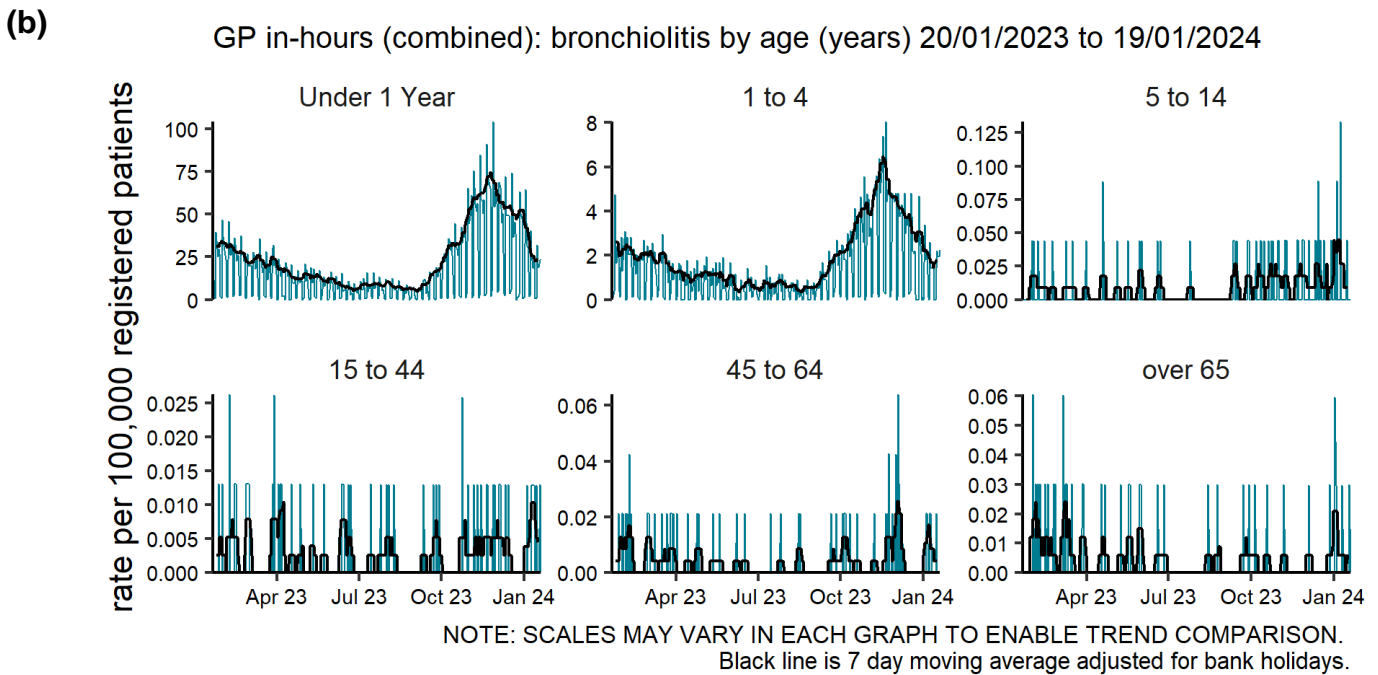 (b)
GP in-hours (combined): bronchiolitis by age (years) 20/01/2023 to 19/01/2024
rate per 100,000 registered patients
Under 1 Year
100
75
50
25
0
1 to 4
8
6
4
2
0
5 to 14
0.125
0.100
0.075
0.050
0.025
0.000
15 to 44
0.025
0.020
0.015
0.010
0.005
0.000
Apr 23 Jul 23 Oct 23 Jan 24
45 to 64
0.06
0.04
0.02
0.00
Apr 23 Jul 23 Oct 23 Jan 24
over 65
0.06
0.05
0.04
0.03
0.02
0.01
0.00
Apr 23 Jul 23 Oct 23 Jan 24
NOTE: SCALES MAY VARY IN EACH GRAPH TO ENABLE TREND COMPARISON.
Black line is 7 day moving average adjusted for bank holidays.